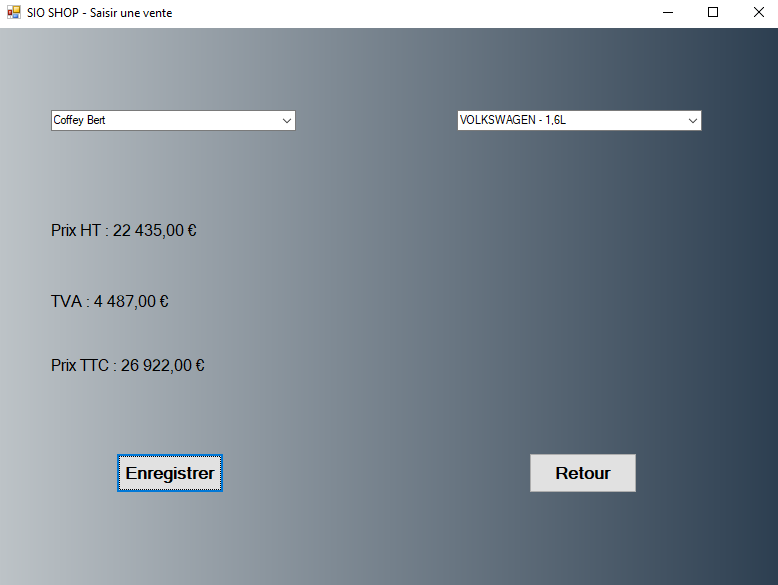 SIO SHOP - Saisir une vente
Coffey Bert
VOLKSWAGEN - 1,6L
Prix HT : 22 435,00 €
TVA : 4 487,00 €
Prix TTC : 26 922,00 €
Enregistrer
Retour